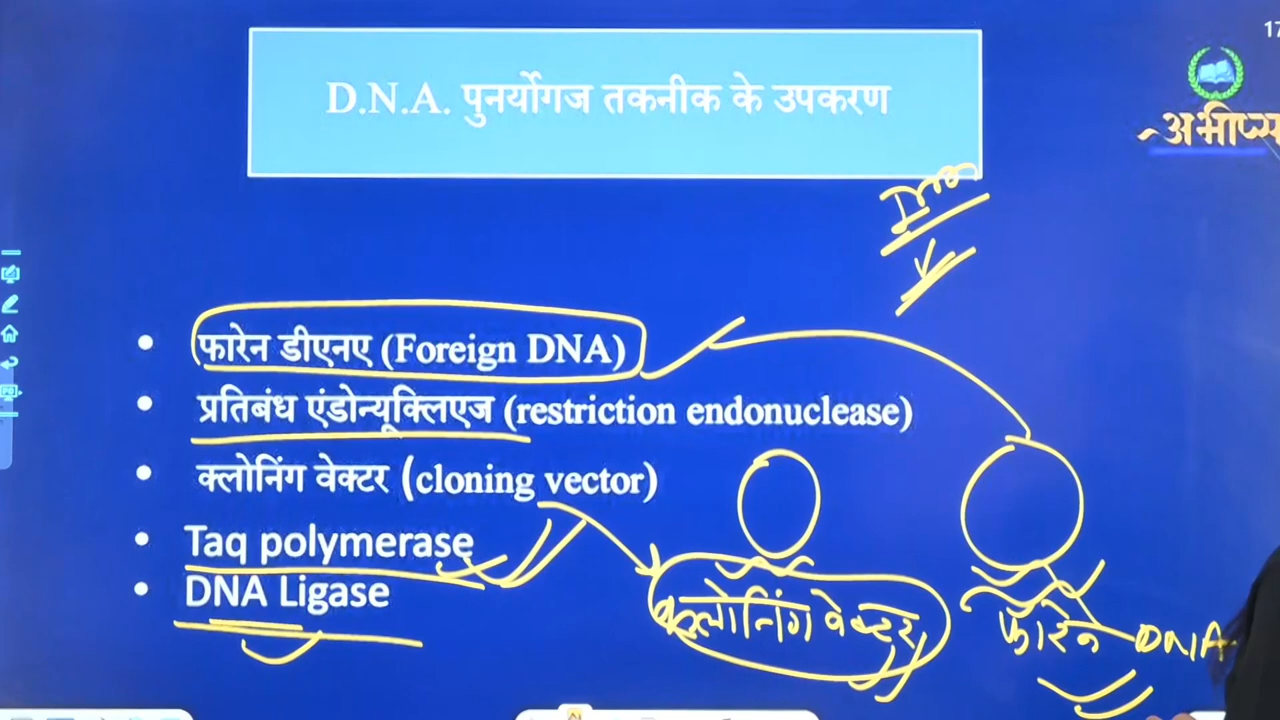 17
D.N.A. पुनर्योगज तकनीक के उपकरण
अभीप्स
फारेन डीएनए (Foreign DNA)
प्रतिबंध एंडोन्यूक्लिएज (restriction endonuclease)
क्लोनिंग वेक्टर (cloning vector)
Taq polymerase
DNA Ligase
क्लोनिंग वेक्टर
फारेन DNA